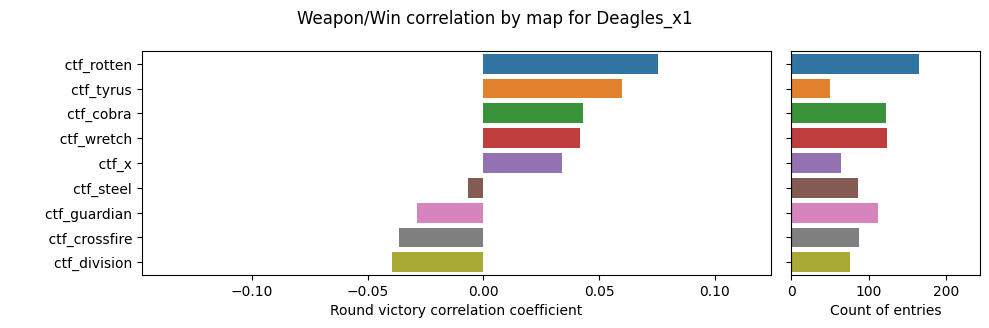 Weapon/Win correlation by map for Deagles_x1
ctf_rotten
ctf_tyrus
ctf_cobra
ctf_wretch
ctf_x
ctf_steel
ctf_guardian
ctf_crossfire
ctf_division
−0.10 −0.05 0.00 0.05 0.10
Round victory correlation coefficient
0 100 200
Count of entries